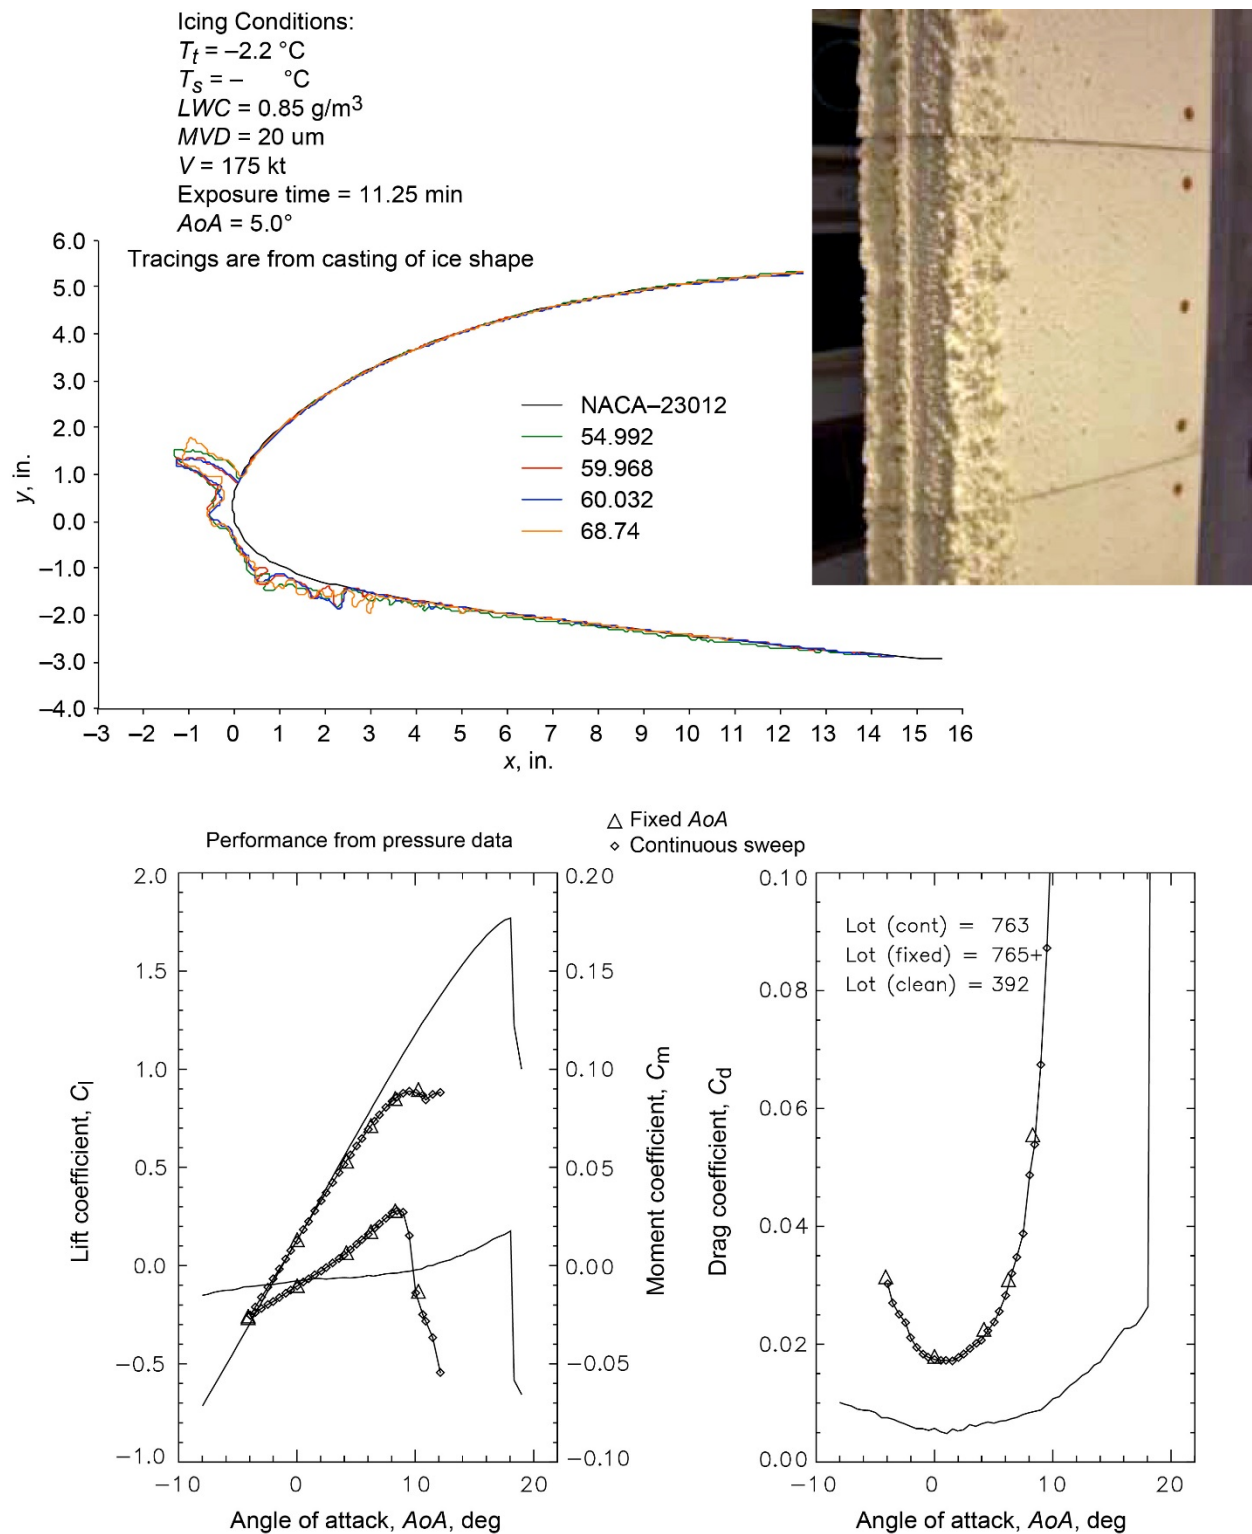 Icing Conditions:
Tt = –2.2 °C
Ts = – °C
LWC = 0.85 g/m3
MVD = 20 um
V = 175 kt
Exposure time = 11.25 min
AoA = 5.0°
Tracings are from casting of ice shape
6.0
5.0
4.0
3.0
2.0
1.0
0.0
–1.0
–2.0
–3.0
–4.0
y, in.
NACA–23012
54.992
59.968
60.032
68.74
–3 –2 –1 0 1 2 3 4 5 6 7 8 9 10 11 12 13 14 15 16
x, in.
Performance from pressure data
Fixed AoA
Continuous sweep
2.0
1.5
1.0
0.5
0.0
–0.5
–1.0
Lift coefficient, Cl
0.20
0.15
0.10
0.05
0.00
–0.05
–0.10
Moment coefficient, Cm
–10 0 10 20
Angle of attack, AoA, deg
0.10
0.08
0.06
0.04
0.02
0.00
Drag coefficient, Cd
Lot (cont) = 763
Lot (fixed) = 765+
Lot (clean) = 392
–10 0 10 20
Angle of attack, AoA, deg